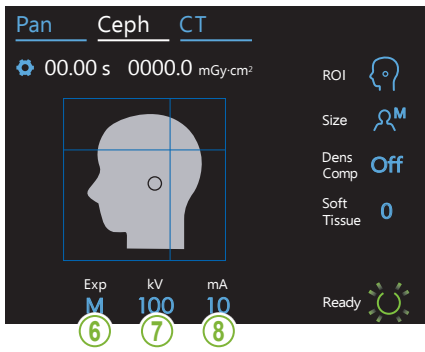 Pan Ceph CT
00.00 s 0000.0 mGy·cm²
ROI
Size M
Dens
Comp Off
Soft
Tissue 0
Exp kV mA
M 100 10
Ready
⑥ ⑦ ⑧